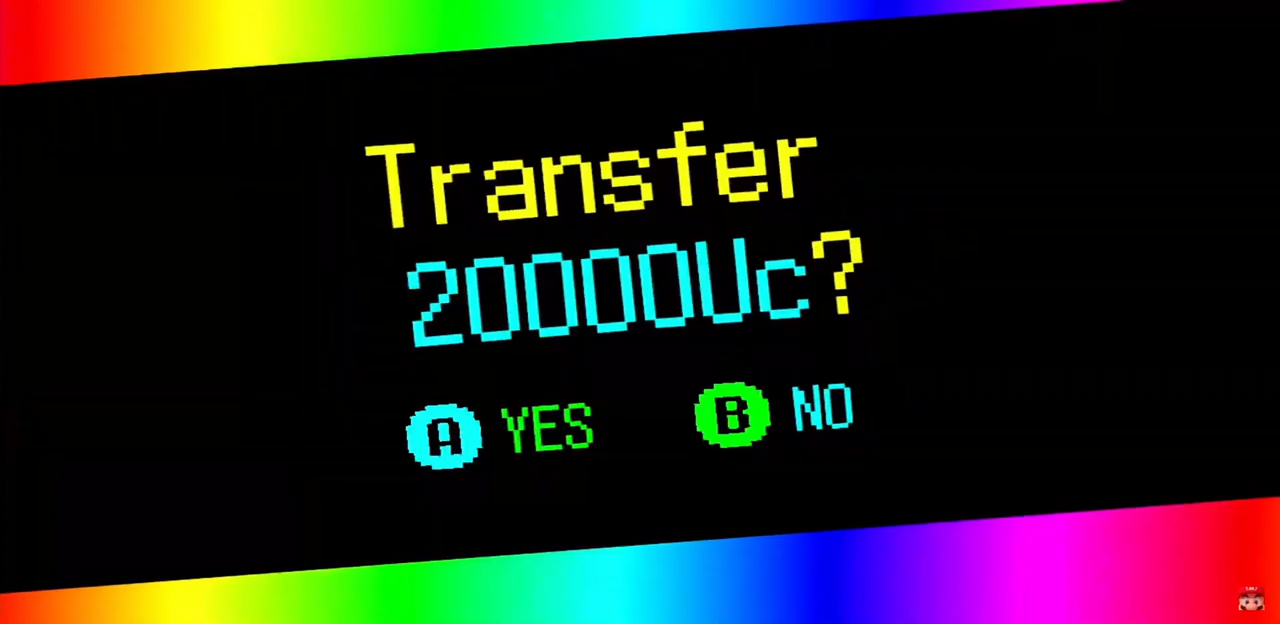 Transfer
20000Uc?
A YES B NO